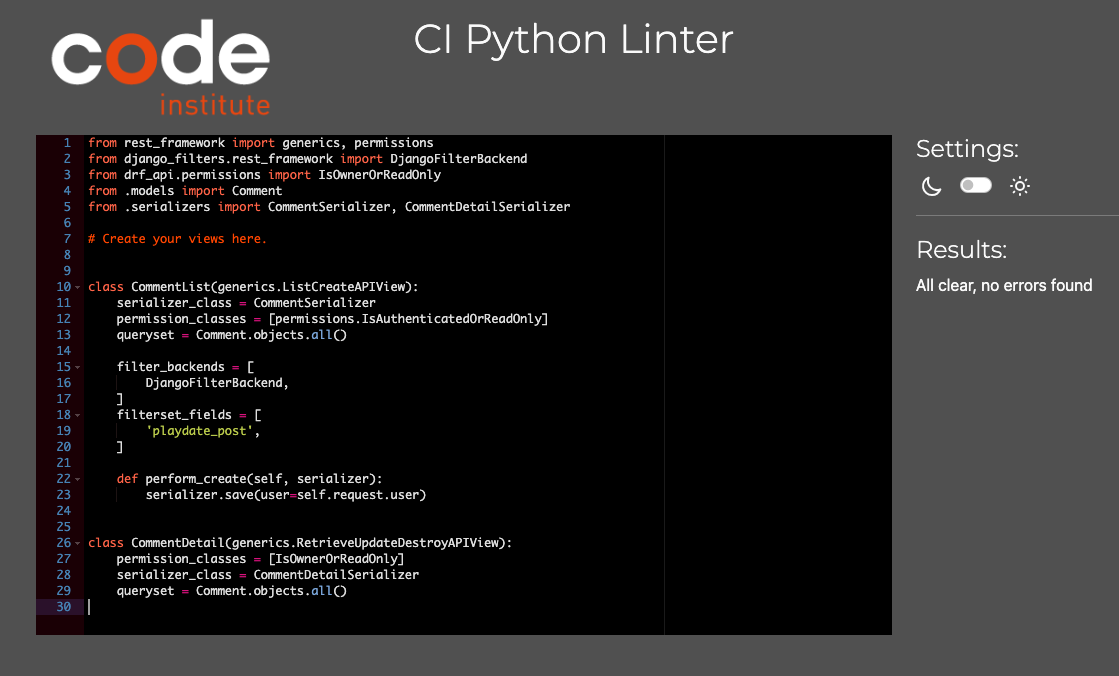 code
institute
CI Python Linter
1 from rest_framework import generics, permissions
2 from django_filters.rest_framework import DjangoFilterBackend
3 from drf_api.permissions import IsOwnerOrReadOnly
4 from .models import Comment
5 from .serializers import CommentSerializer, CommentDetailSerializer
6
7 # Create your views here.
8
9
10 class CommentList(generics.ListCreateAPIView):
11     serializer_class = CommentSerializer
12     permission_classes = [permissions.IsAuthenticatedOrReadOnly]
13     queryset = Comment.objects.all()
14
15     filter_backends = [
16         DjangoFilterBackend,
17     ]
18     filterset_fields = [
19         'playdate_post',
20     ]
21
22     def perform_create(self, serializer):
23         serializer.save(user=self.request.user)
24
25
26 class CommentDetail(generics.RetrieveUpdateDestroyAPIView):
27     permission_classes = [IsOwnerOrReadOnly]
28     serializer_class = CommentDetailSerializer
29     queryset = Comment.objects.all()
30
Settings:
Results:
All clear, no errors found